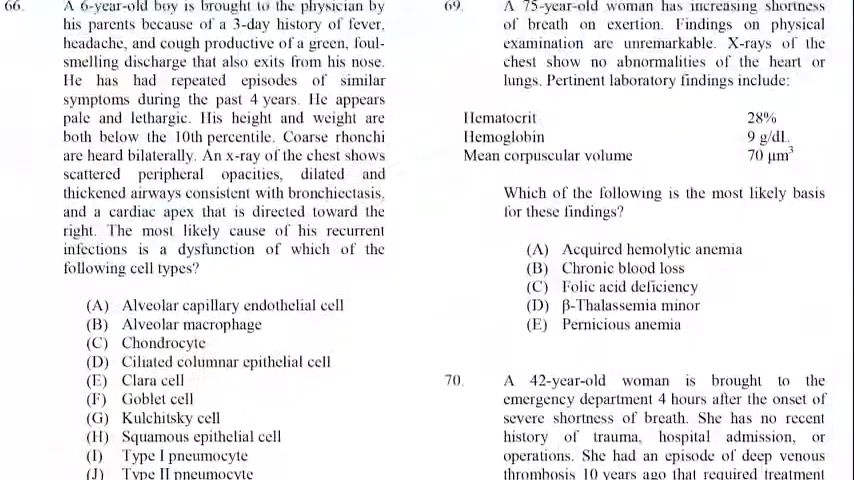 66. A 6-year-old boy is brought to the physician by
his parents because of a 3-day history of fever,
headache, and cough productive of a green, foul-
smelling discharge that also exits from his nose.
He has had repeated episodes of similar
symptoms during the past 4 years. He appears
pale and lethargic. His height and weight are
both below the 10th percentile. Coarse rhonchi
are heard bilaterally. An x-ray of the chest shows
scattered peripheral opacities, dilated and
thickened airways consistent with bronchiectasis,
and a cardiac apex that is directed toward the
right. The most likely cause of his recurrent
infections is a dysfunction of which of the
following cell types?
(A) Alveolar capillary endothelial cell
(B) Alveolar macrophage
(C) Chondrocyte
(D) Ciliated columnar epithelial cell
(E) Clara cell
(F) Goblet cell
(G) Kulchitsky cell
(H) Squamous epithelial cell
(I) Type I pneumocyte
(J) Type II pneumocyte
69. A 75-year-old woman has increasing shortness
of breath on exertion. Findings on physical
examination are unremarkable. X-rays of the
chest show no abnormalities of the heart or
lungs. Pertinent laboratory findings include:
Hematocrit 28%
Hemoglobin 9 g/dL
Mean corpuscular volume 70 μm³
Which of the following is the most likely basis
for these findings?
(A) Acquired hemolytic anemia
(B) Chronic blood loss
(C) Folic acid deficiency
(D) β-Thalassemia minor
(E) Pernicious anemia
70. A 42-year-old woman is brought to the
emergency department 4 hours after the onset of
severe shortness of breath. She has no recent
history of trauma, hospital admission, or
operations. She had an episode of deep venous
thrombosis 10 years ago that required treatment